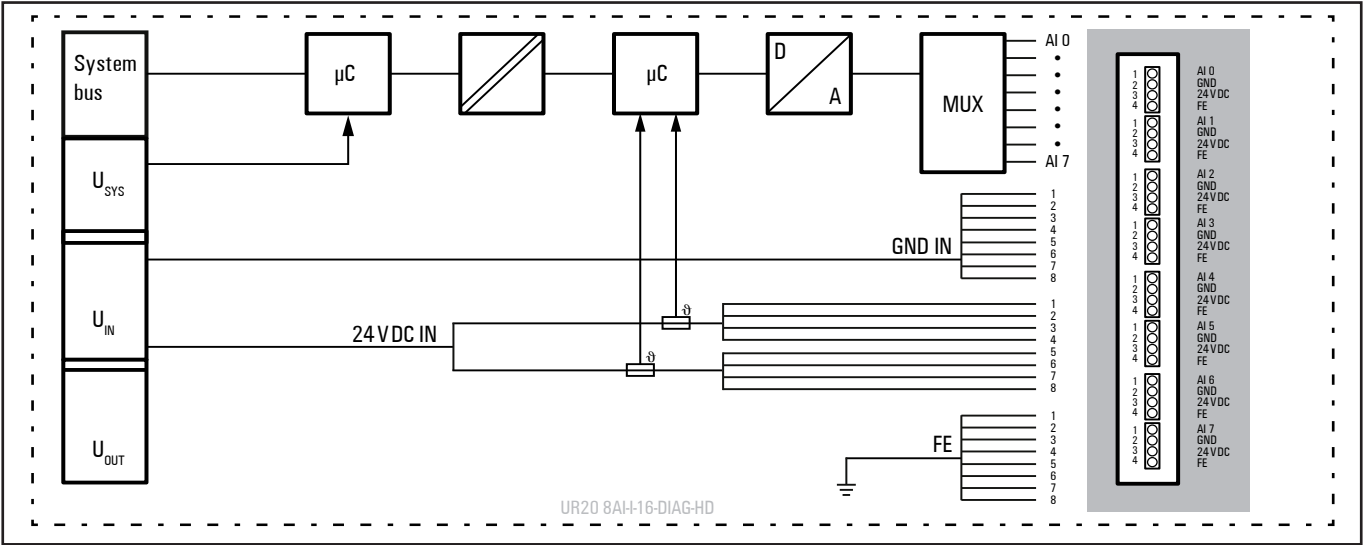 System
bus
U_SYS
U_IN
U_OUT
µC
µC
D
A
MUX
AI 0
•
•
•
•
•
•
AI 7
GND IN
1
2
3
4
5
6
7
8
24 V DC IN
ϑ
ϑ
1
2
3
4
5
6
7
8
FE
1
2
3
4
5
6
7
8
1 AI 0
2 GND
3 24 V DC
4 FE
1 AI 1
2 GND
3 24 V DC
4 FE
1 AI 2
2 GND
3 24 V DC
4 FE
1 AI 3
2 GND
3 24 V DC
4 FE
1 AI 4
2 GND
3 24 V DC
4 FE
1 AI 5
2 GND
3 24 V DC
4 FE
1 AI 6
2 GND
3 24 V DC
4 FE
1 AI 7
2 GND
3 24 V DC
4 FE
UR20 8AI-I-16-DIAG-HD